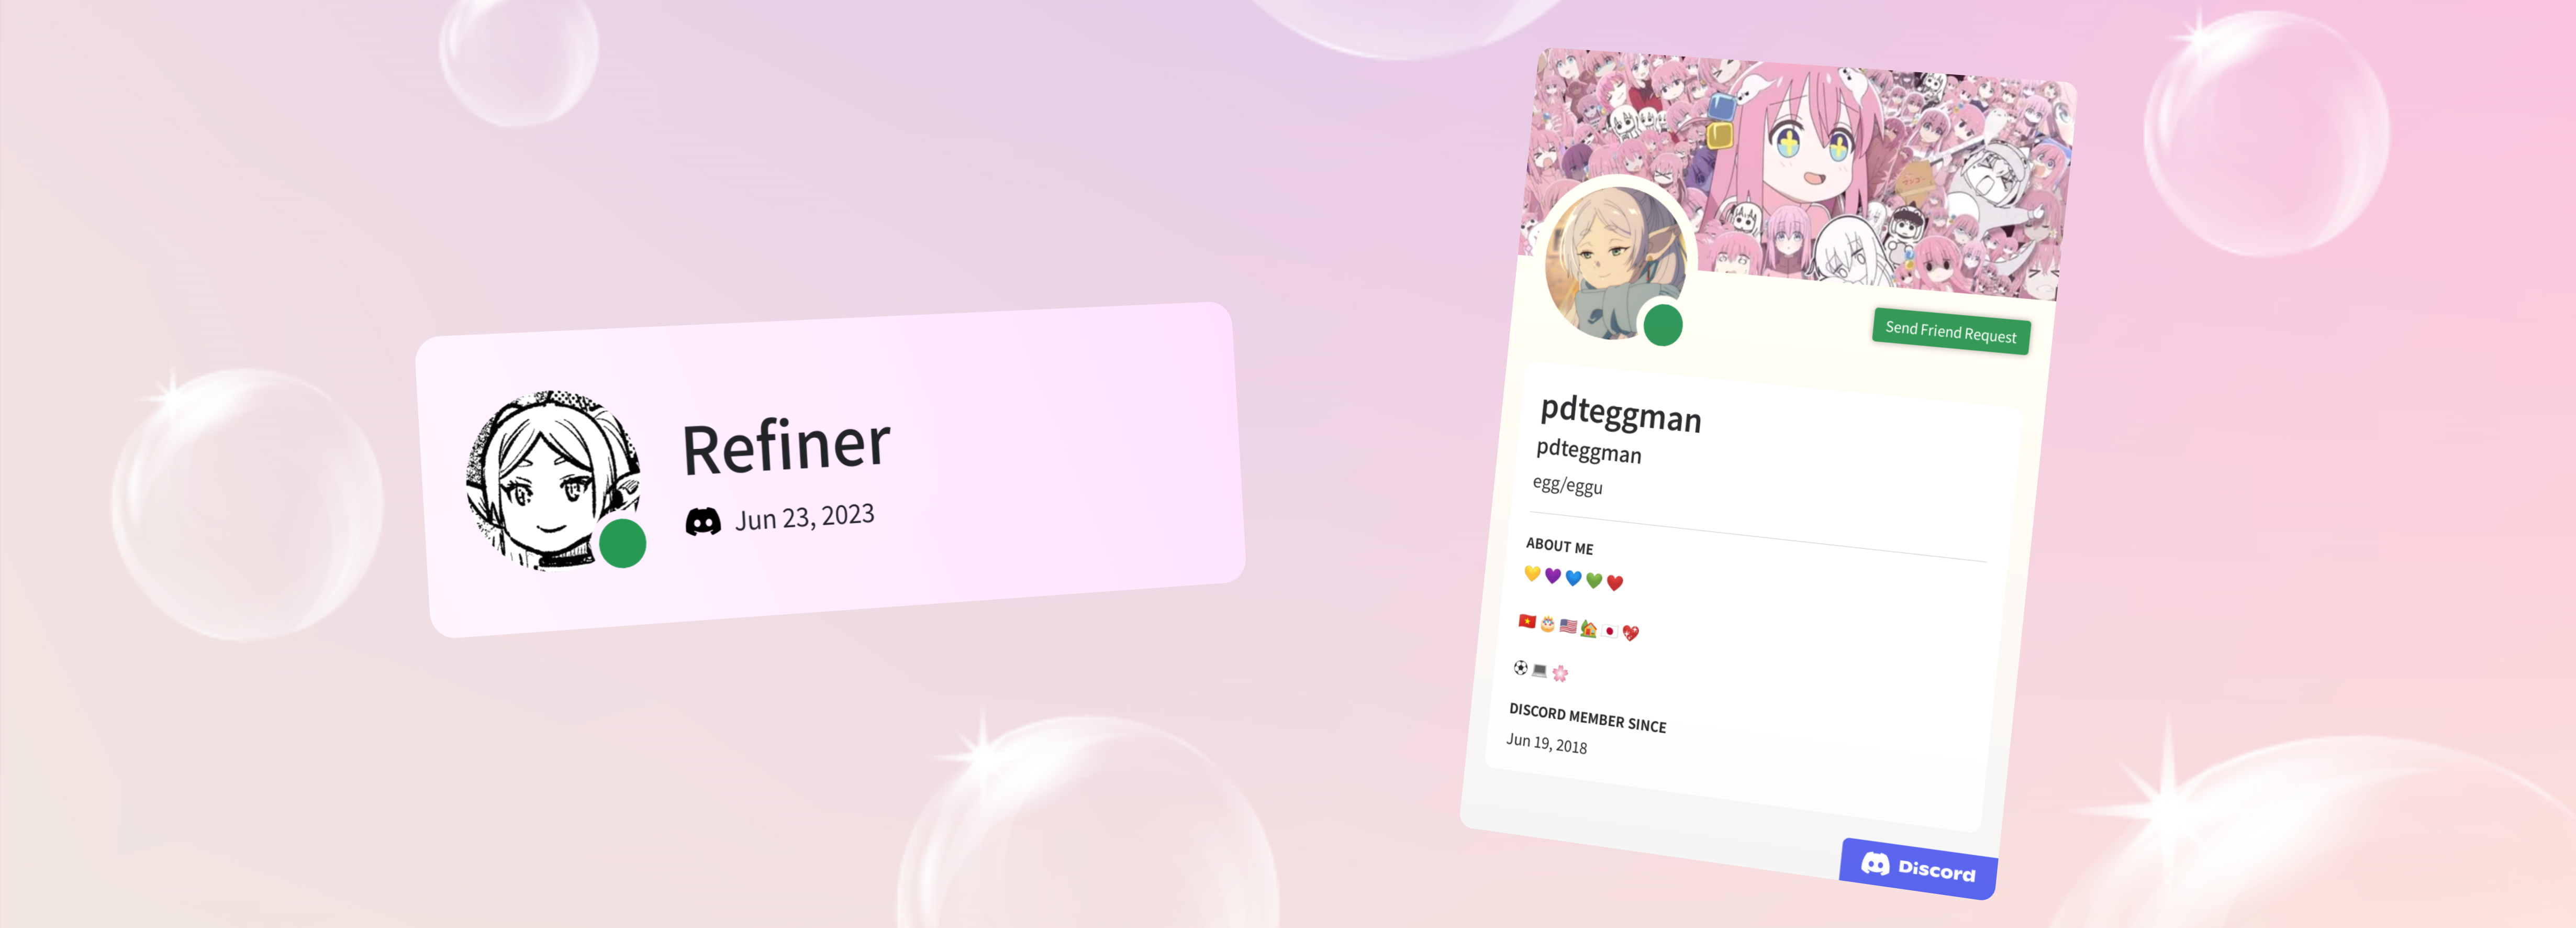 Refiner
Jun 23, 2023
Send Friend Request
pdteggman
pdteggman
egg/eggu
ABOUT ME
💛💜💙💚❤️
🇻🇳🎂🇺🇸🏡🇯🇵💖
⚽💻🌸
DISCORD MEMBER SINCE
Jun 19, 2018
Discord